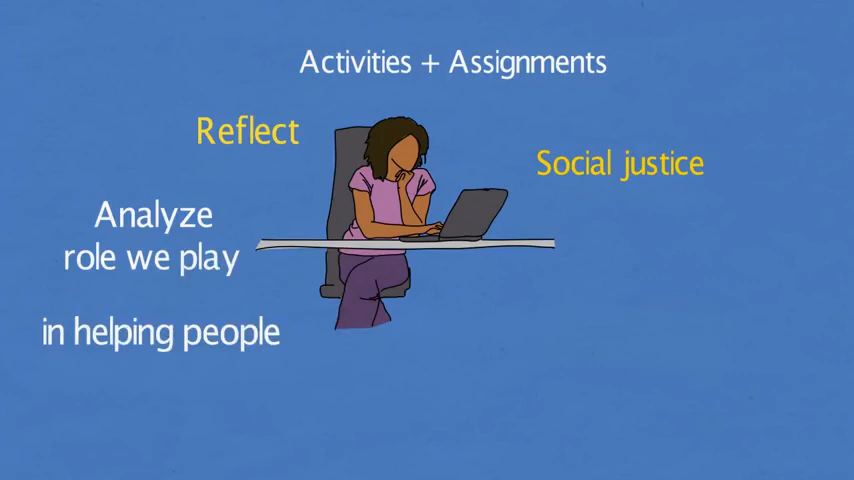 Activities + Assignments
Reflect
Social justice
Analyze
role we play
in helping people